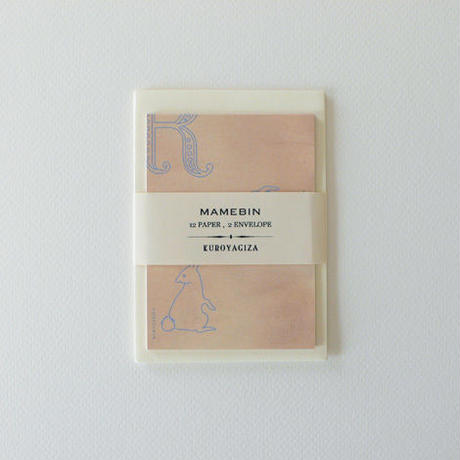 R
MAMEBIN
12 PAPER , 2 ENVELOPE
KUROYAGIZA